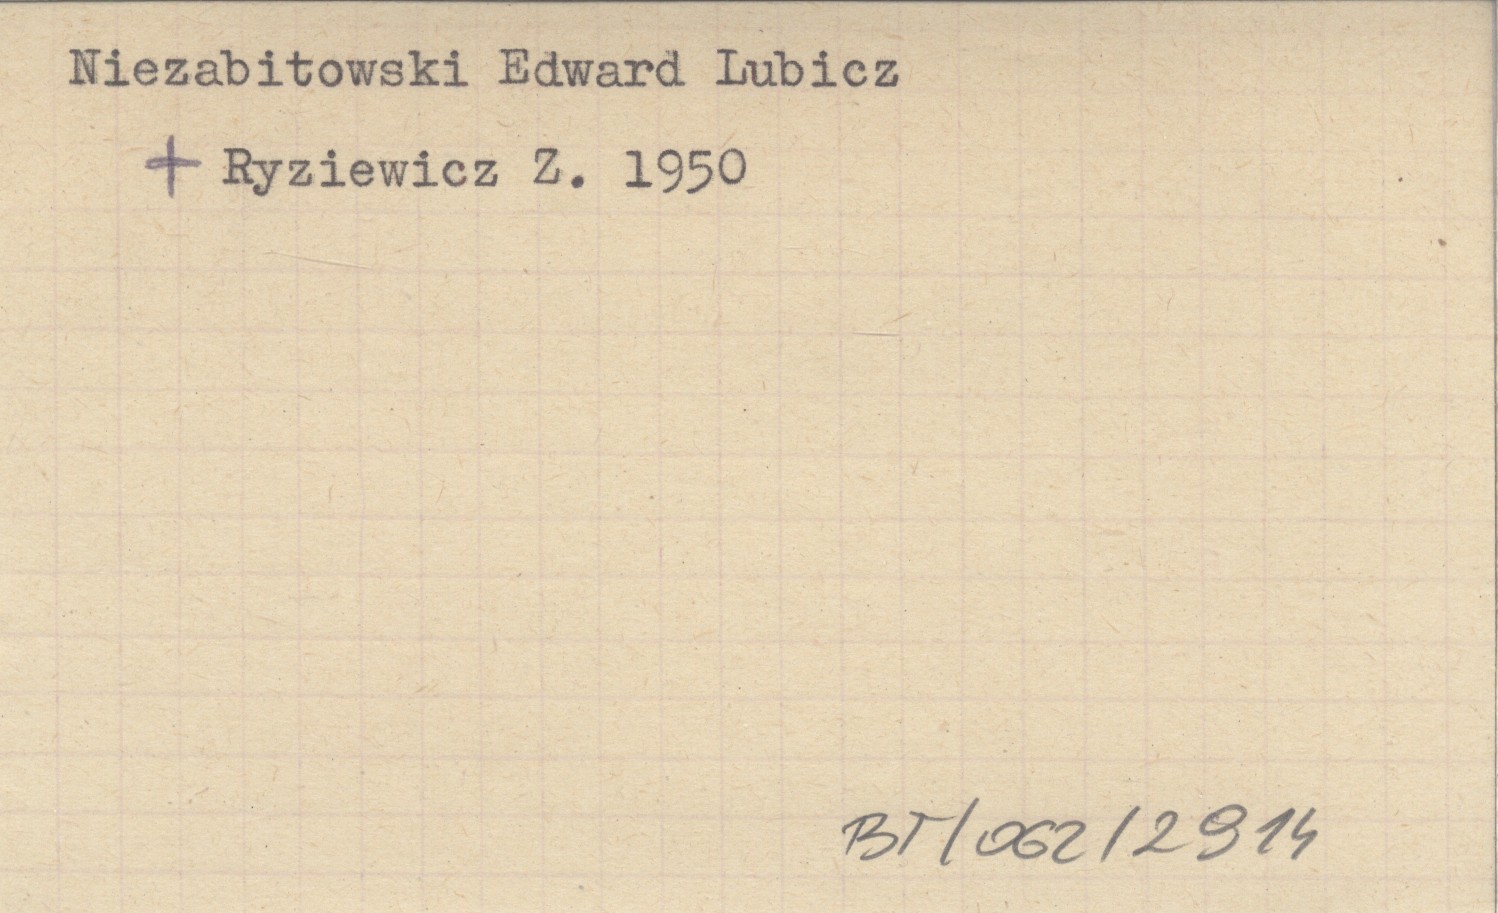 Niezabitowski Edward Lubicz
+ Ryziewicz Z. 1950
BT/062/2914